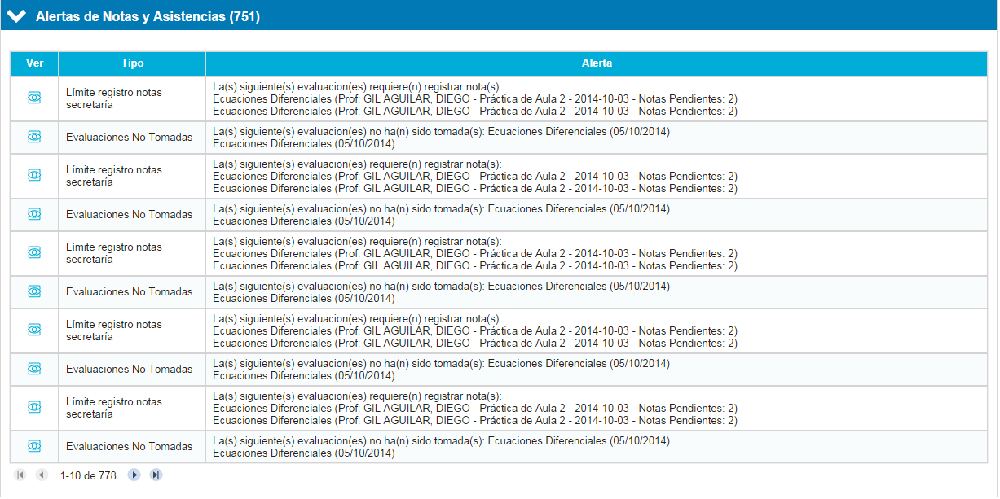 Alertas de Notas y Asistencias (751)
Ver Tipo Alerta
Límite registro notas
secretaría
La(s) siguiente(s) evaluacion(es) requiere(n) registrar nota(s):
Ecuaciones Diferenciales (Prof: GIL AGUILAR, DIEGO - Práctica de Aula 2 - 2014-10-03 - Notas Pendientes: 2)
Ecuaciones Diferenciales (Prof: GIL AGUILAR, DIEGO - Práctica de Aula 2 - 2014-10-03 - Notas Pendientes: 2)
Evaluaciones No Tomadas
La(s) siguiente(s) evaluacion(es) no ha(n) sido tomada(s): Ecuaciones Diferenciales (05/10/2014)
Ecuaciones Diferenciales (05/10/2014)
Límite registro notas
secretaría
La(s) siguiente(s) evaluacion(es) requiere(n) registrar nota(s):
Ecuaciones Diferenciales (Prof: GIL AGUILAR, DIEGO - Práctica de Aula 2 - 2014-10-03 - Notas Pendientes: 2)
Ecuaciones Diferenciales (Prof: GIL AGUILAR, DIEGO - Práctica de Aula 2 - 2014-10-03 - Notas Pendientes: 2)
Evaluaciones No Tomadas
La(s) siguiente(s) evaluacion(es) no ha(n) sido tomada(s): Ecuaciones Diferenciales (05/10/2014)
Ecuaciones Diferenciales (05/10/2014)
Límite registro notas
secretaría
La(s) siguiente(s) evaluacion(es) requiere(n) registrar nota(s):
Ecuaciones Diferenciales (Prof: GIL AGUILAR, DIEGO - Práctica de Aula 2 - 2014-10-03 - Notas Pendientes: 2)
Ecuaciones Diferenciales (Prof: GIL AGUILAR, DIEGO - Práctica de Aula 2 - 2014-10-03 - Notas Pendientes: 2)
Evaluaciones No Tomadas
La(s) siguiente(s) evaluacion(es) no ha(n) sido tomada(s): Ecuaciones Diferenciales (05/10/2014)
Ecuaciones Diferenciales (05/10/2014)
Límite registro notas
secretaría
La(s) siguiente(s) evaluacion(es) requiere(n) registrar nota(s):
Ecuaciones Diferenciales (Prof: GIL AGUILAR, DIEGO - Práctica de Aula 2 - 2014-10-03 - Notas Pendientes: 2)
Ecuaciones Diferenciales (Prof: GIL AGUILAR, DIEGO - Práctica de Aula 2 - 2014-10-03 - Notas Pendientes: 2)
Evaluaciones No Tomadas
La(s) siguiente(s) evaluacion(es) no ha(n) sido tomada(s): Ecuaciones Diferenciales (05/10/2014)
Ecuaciones Diferenciales (05/10/2014)
Límite registro notas
secretaría
La(s) siguiente(s) evaluacion(es) requiere(n) registrar nota(s):
Ecuaciones Diferenciales (Prof: GIL AGUILAR, DIEGO - Práctica de Aula 2 - 2014-10-03 - Notas Pendientes: 2)
Ecuaciones Diferenciales (Prof: GIL AGUILAR, DIEGO - Práctica de Aula 2 - 2014-10-03 - Notas Pendientes: 2)
Evaluaciones No Tomadas
La(s) siguiente(s) evaluacion(es) no ha(n) sido tomada(s): Ecuaciones Diferenciales (05/10/2014)
Ecuaciones Diferenciales (05/10/2014)
1-10 de 778